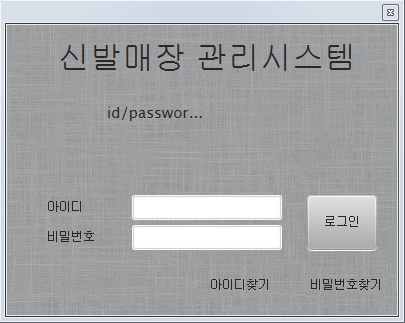 신발매장 관리시스템
id/passwor...
아이디
비밀번호
로그인
아이디찾기 비밀번호찾기